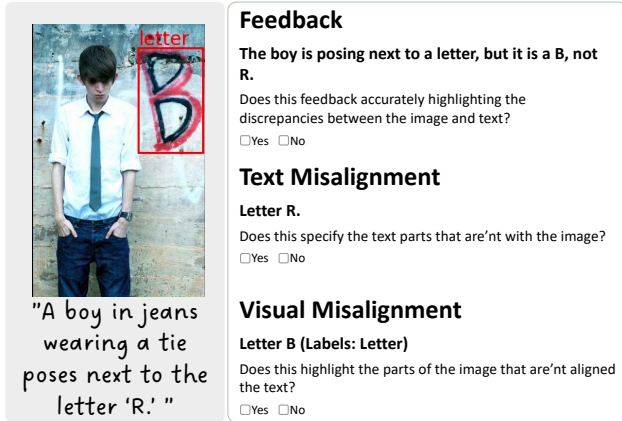 letter
B
"A boy in jeans
wearing a tie
poses next to the
letter 'R.' "
Feedback
The boy is posing next to a letter, but it is a B, not
R.
Does this feedback accurately highlighting the
discrepancies between the image and text?
☐Yes ☐No
Text Misalignment
Letter R.
Does this specify the text parts that are'nt with the image?
☐Yes ☐No
Visual Misalignment
Letter B (Labels: Letter)
Does this highlight the parts of the image that are'nt aligned
the text?
☐Yes ☐No